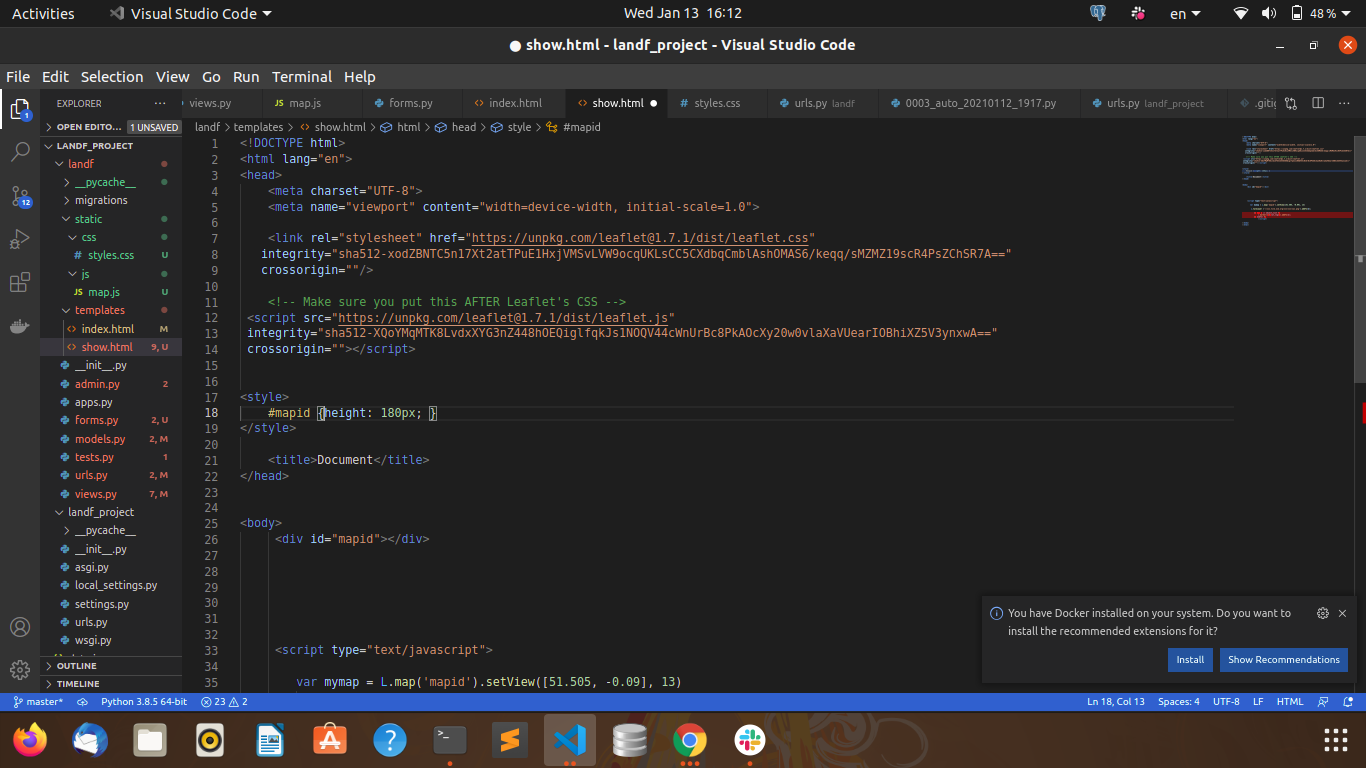 Activities
Visual Studio Code
Wed Jan 13 16:12
en
48 %
● show.html - landf_project - Visual Studio Code
File Edit Selection View Go Run Terminal Help
EXPLORER
views.py
map.js
forms.py
index.html
show.html
styles.css
urls.py landf
0003_auto_20210112_1917.py
urls.py landf_project
.gitig
OPEN EDITO... 1 UNSAVED
landf > templates > show.html > html > head > style > #mapid
LANDF_PROJECT
landf
__pycache__
migrations
static
css
styles.css U
js
map.js U
templates
index.html M
show.html 9, U
__init__.py
admin.py 2
apps.py
forms.py 2, U
models.py 2, M
tests.py 1
urls.py 2, M
views.py 7, M
landf_project
__pycache__
__init__.py
asgi.py
local_settings.py
settings.py
urls.py
wsgi.py
OUTLINE
TIMELINE
1
12
1 <!DOCTYPE html>
2 <html lang="en">
3 <head>
4 <meta charset="UTF-8">
5 <meta name="viewport" content="width=device-width, initial-scale=1.0">
6
7 <link rel="stylesheet" href="https://unpkg.com/leaflet@1.7.1/dist/leaflet.css"
8 integrity="sha512-xodZBNTC5n17Xt2atTPuE1HxjVMSvLVW9ocqUKLsCC5CXdbqCmblAshOMAS6/keqq/sMZMZ19scR4PsZChSR7A=="
9 crossorigin=""/>
10
11 <!-- Make sure you put this AFTER Leaflet's CSS -->
12 <script src="https://unpkg.com/leaflet@1.7.1/dist/leaflet.js"
13 integrity="sha512-XQoYMqMTK8LvdxXYG3nZ448hOEQiglfqkJs1NOQV44cWnUrBc8PkAOcXy20w0vlaXaVUearIOBhiXZ5V3ynxwA=="
14 crossorigin=""></script>
15
16
17 <style>
18 #mapid {height: 180px; }
19 </style>
20
21 <title>Document</title>
22 </head>
23
24
25 <body>
26 <div id="mapid"></div>
27
28
29
30
31
32
33 <script type="text/javascript">
34
35 var mymap = L.map('mapid').setView([51.505, -0.09], 13)
You have Docker installed on your system. Do you want to
install the recommended extensions for it?
Install
Show Recommendations
master*
Python 3.8.5 64-bit
23 2
Ln 18, Col 13
Spaces: 4
UTF-8
LF
HTML